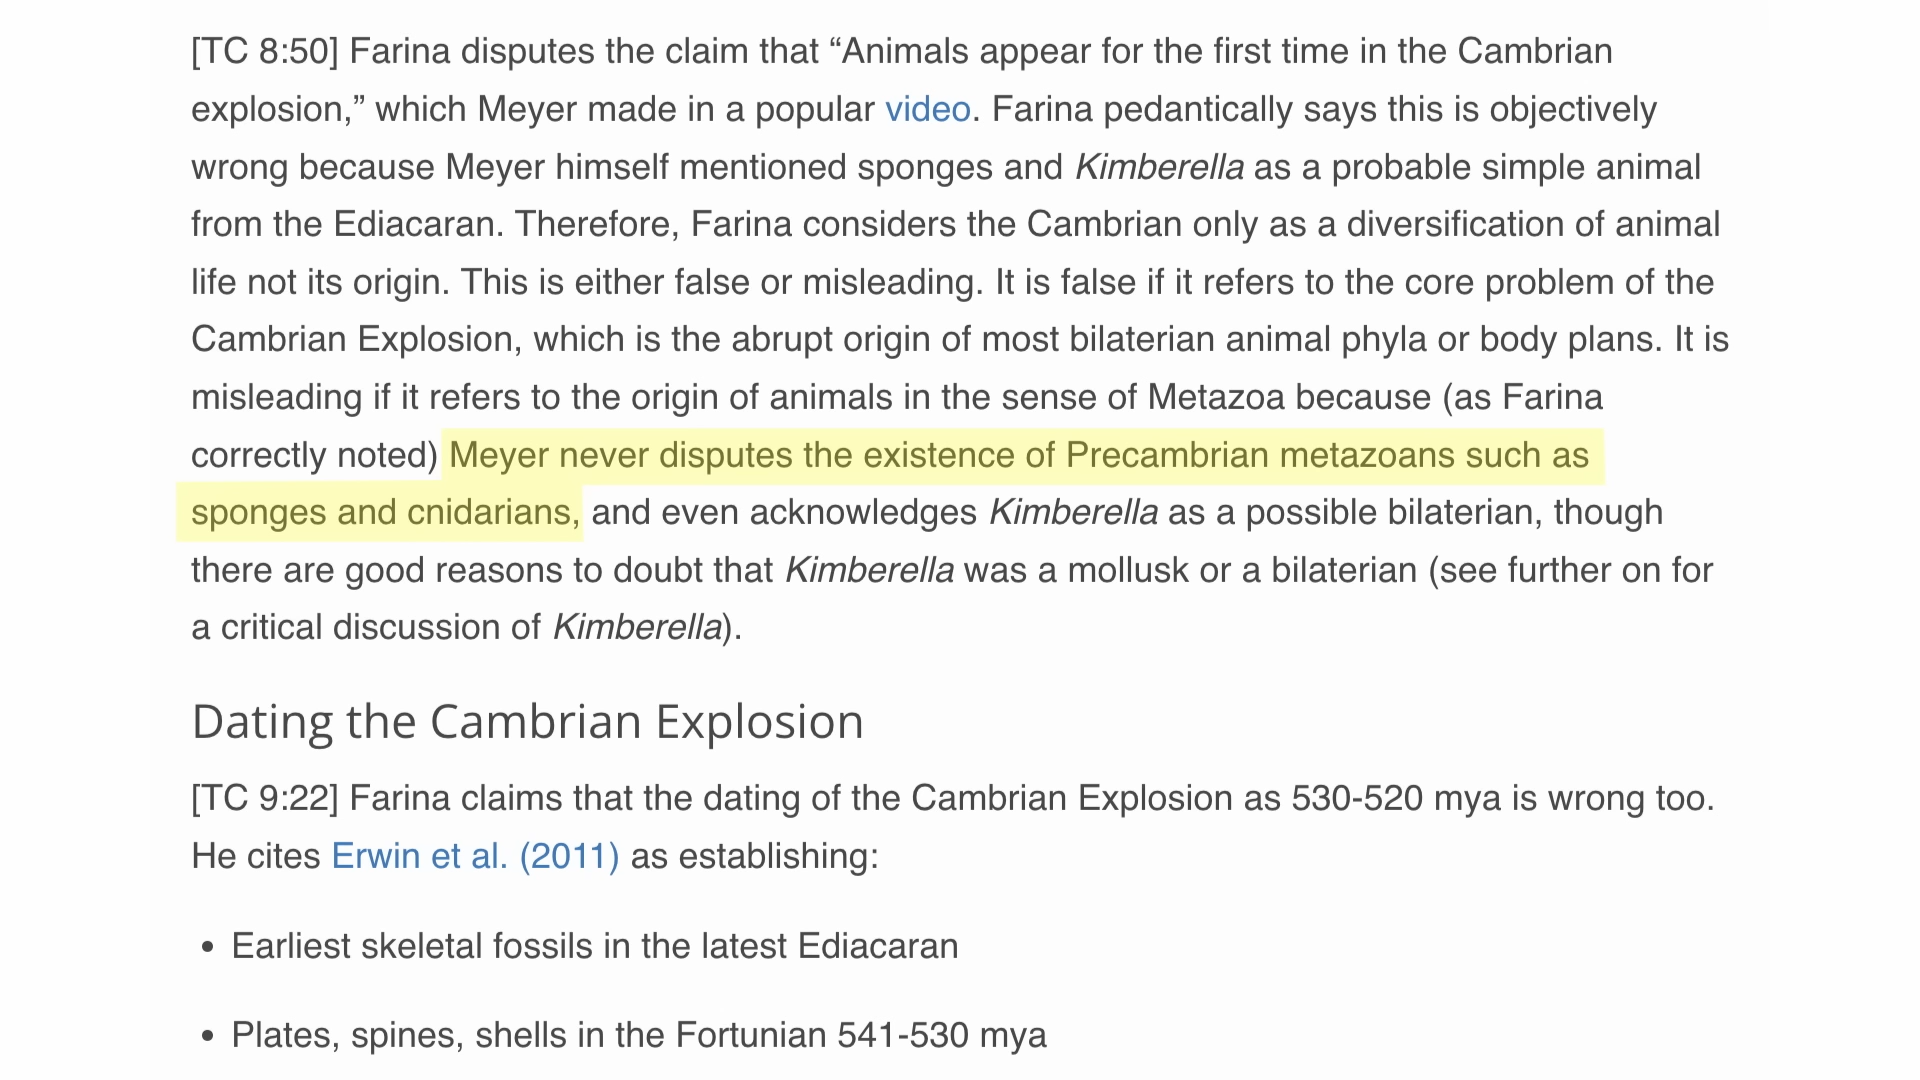 [TC 8:50] Farina disputes the claim that “Animals appear for the first time in the Cambrian
explosion,” which Meyer made in a popular video. Farina pedantically says this is objectively
wrong because Meyer himself mentioned sponges and Kimberella as a probable simple animal
from the Ediacaran. Therefore, Farina considers the Cambrian only as a diversification of animal
life not its origin. This is either false or misleading. It is false if it refers to the core problem of the
Cambrian Explosion, which is the abrupt origin of most bilaterian animal phyla or body plans. It is
misleading if it refers to the origin of animals in the sense of Metazoa because (as Farina
correctly noted) Meyer never disputes the existence of Precambrian metazoans such as
sponges and cnidarians, and even acknowledges Kimberella as a possible bilaterian, though
there are good reasons to doubt that Kimberella was a mollusk or a bilaterian (see further on for
a critical discussion of Kimberella).
Dating the Cambrian Explosion
[TC 9:22] Farina claims that the dating of the Cambrian Explosion as 530-520 mya is wrong too.
He cites Erwin et al. (2011) as establishing:
• Earliest skeletal fossils in the latest Ediacaran
• Plates, spines, shells in the Fortunian 541-530 mya